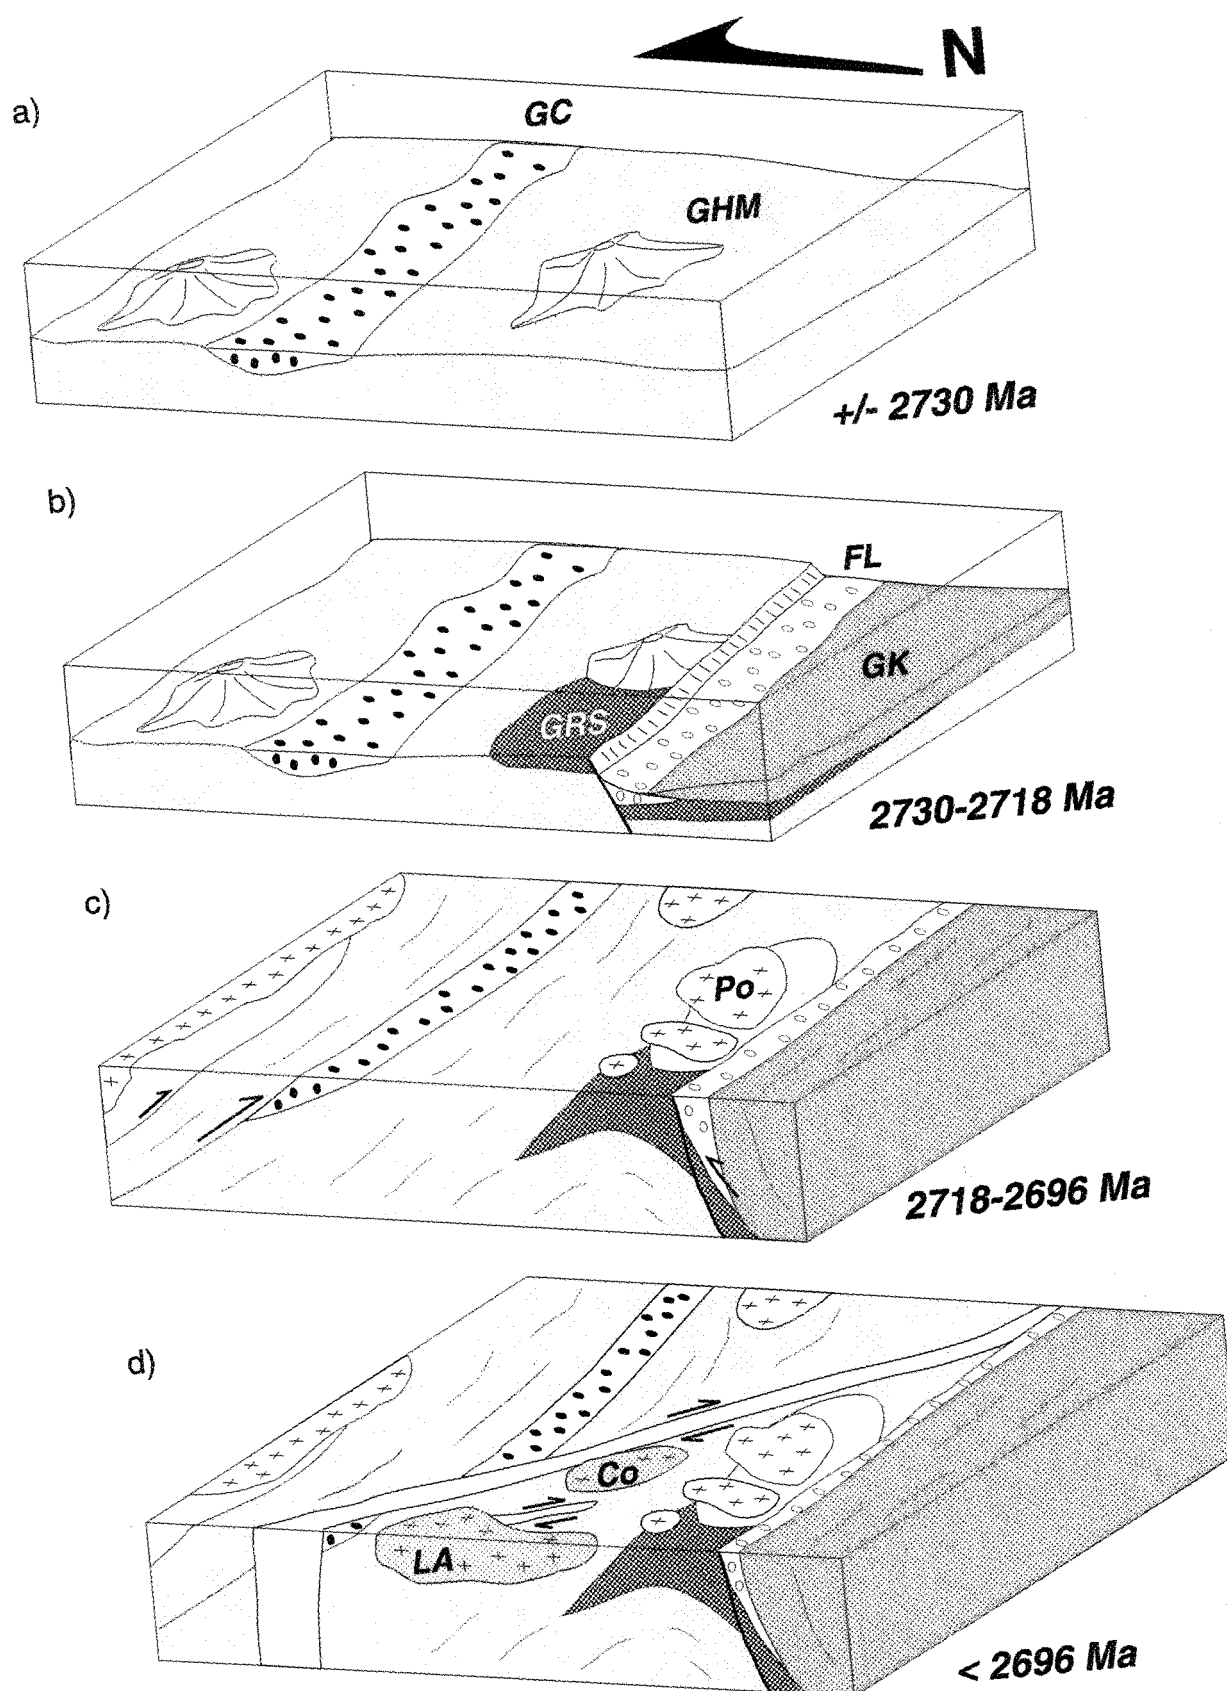 N
a)
GC
GHM
+/- 2730 Ma
b)
FL
GK
GRS
2730-2718 Ma
c)
Po
2718-2696 Ma
d)
Co
LA
< 2696 Ma